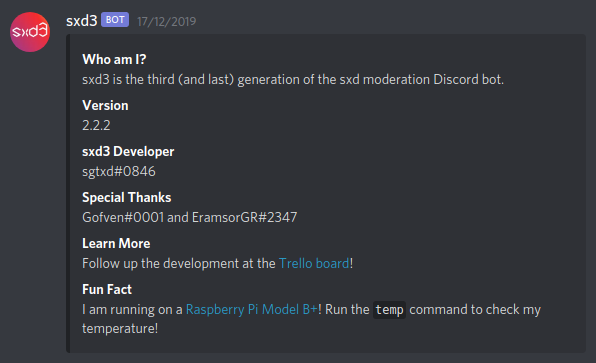 sxd3
sxd3 BOT 17/12/2019
Who am I?
sxd3 is the third (and last) generation of the sxd moderation Discord bot.
Version
2.2.2
sxd3 Developer
sgtxd#0846
Special Thanks
Gofven#0001 and EramsorGR#2347
Learn More
Follow up the development at the Trello board!
Fun Fact
I am running on a Raspberry Pi Model B+! Run the temp command to check my
temperature!